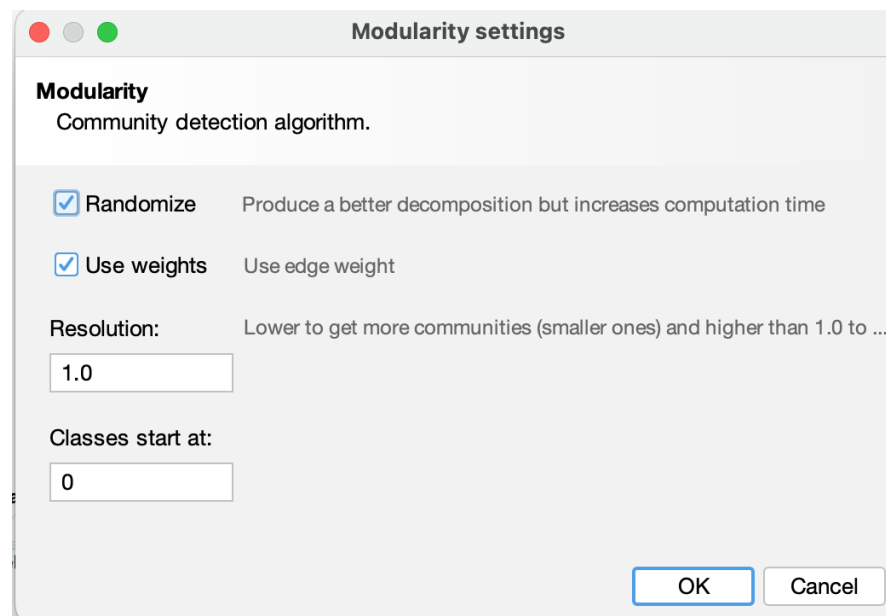 Modularity settings
Modularity
Community detection algorithm.
Randomize Produce a better decomposition but increases computation time
Use weights Use edge weight
Resolution: Lower to get more communities (smaller ones) and higher than 1.0 to ...
1.0
Classes start at:
0
OK Cancel